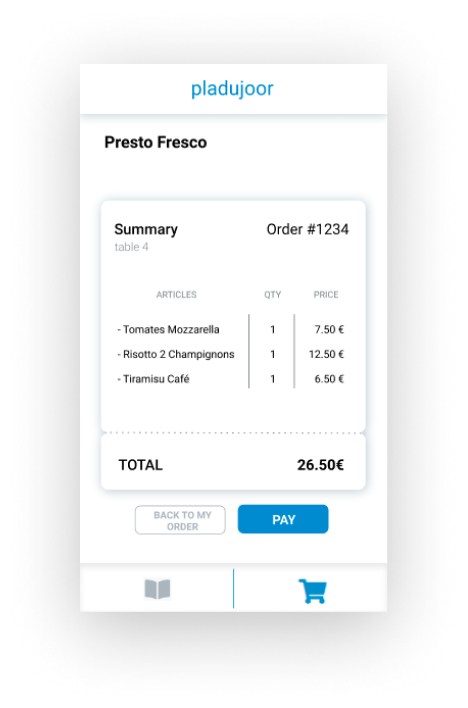 pladujoor
Presto Fresco
Summary Order #1234
table 4
ARTICLES QTY PRICE
- Tomates Mozzarella 1 7.50 €
- Risotto 2 Champignons 1 12.50 €
- Tiramisu Café 1 6.50 €
TOTAL 26.50€
BACK TO MY
ORDER
PAY